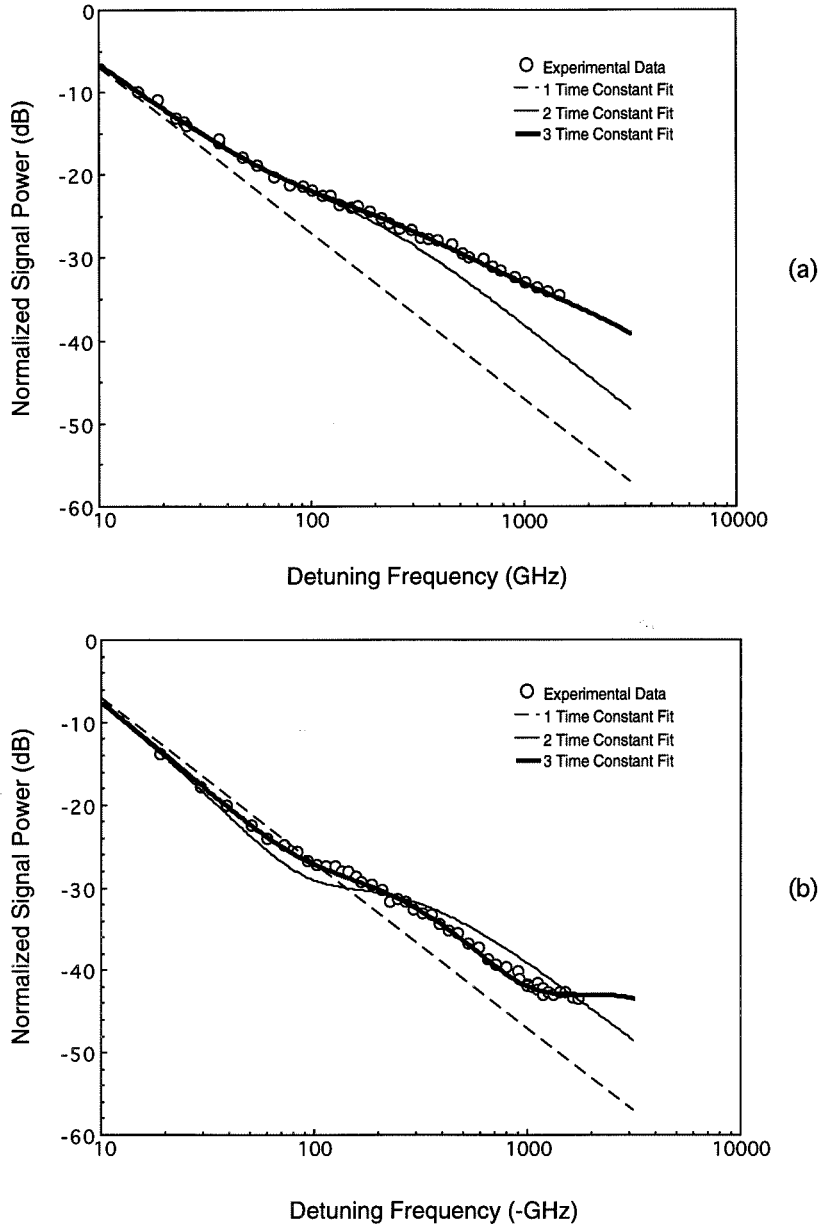 0
-10
-20
-30
-40
-50
-60
Normalized Signal Power (dB)
Experimental Data
1 Time Constant Fit
2 Time Constant Fit
3 Time Constant Fit
10
100
1000
10000
Detuning Frequency (GHz)
(a)
0
-10
-20
-30
-40
-50
-60
Normalized Signal Power (dB)
Experimental Data
1 Time Constant Fit
2 Time Constant Fit
3 Time Constant Fit
10
100
1000
10000
Detuning Frequency (-GHz)
(b)